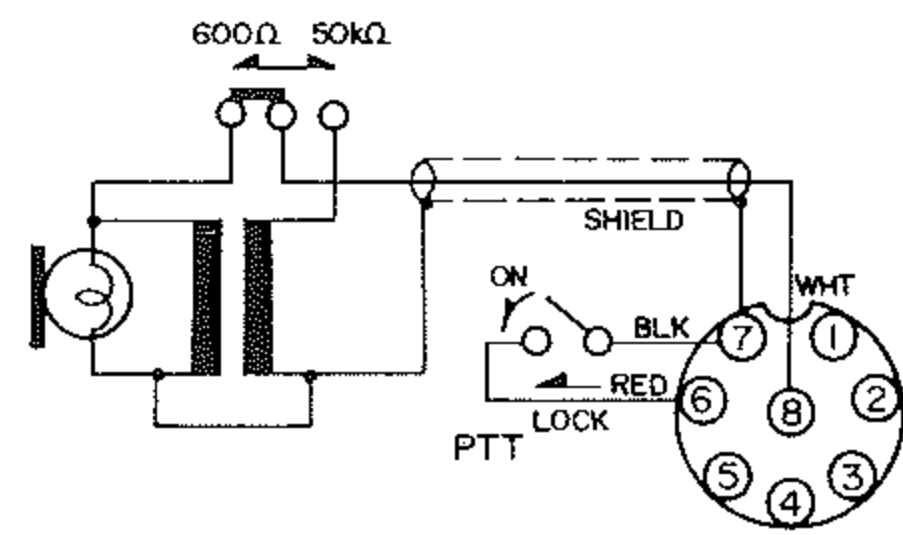 600Ω 50kΩ
SHIELD
ON
WHT
BLK
7 1
RED
6 8 2
LOCK
PTT
5 4 3